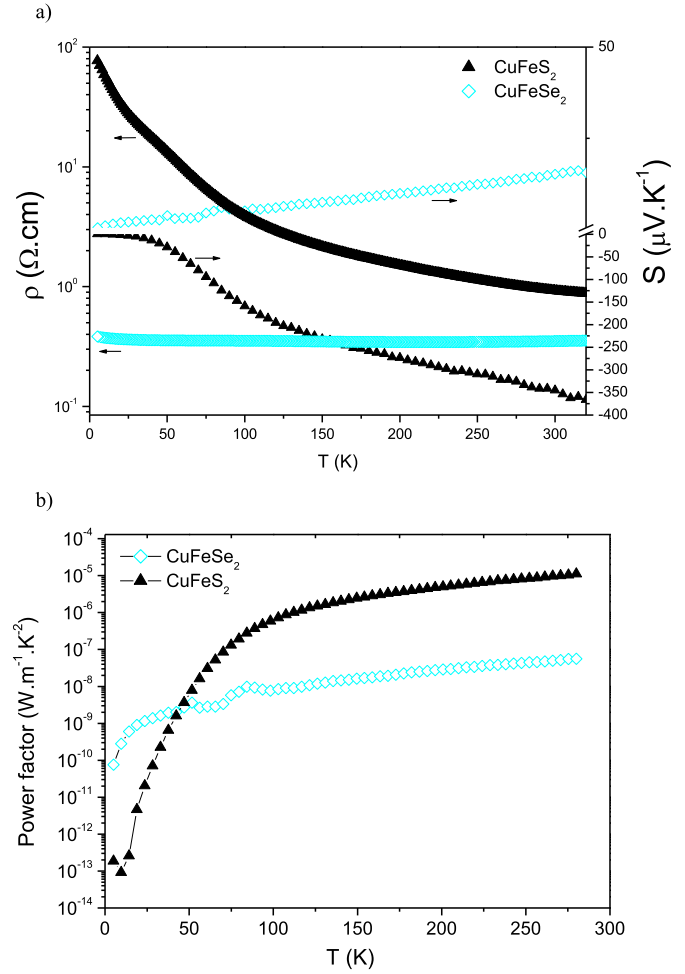 a)
10²
50
CuFeS₂
CuFeSe₂
10¹
ρ (Ω.cm)
S (μV.K⁻¹)
0
-50
10⁰
-100
-150
-200
-250
-300
-350
10⁻¹
-400
0 50 100 150 200 250 300
T (K)
b)
10⁻⁴
CuFeSe₂
CuFeS₂
10⁻⁵
10⁻⁶
10⁻⁷
10⁻⁸
10⁻⁹
10⁻¹⁰
10⁻¹¹
10⁻¹²
10⁻¹³
10⁻¹⁴
Power factor (W.m⁻¹.K⁻²)
0 50 100 150 200 250 300
T (K)